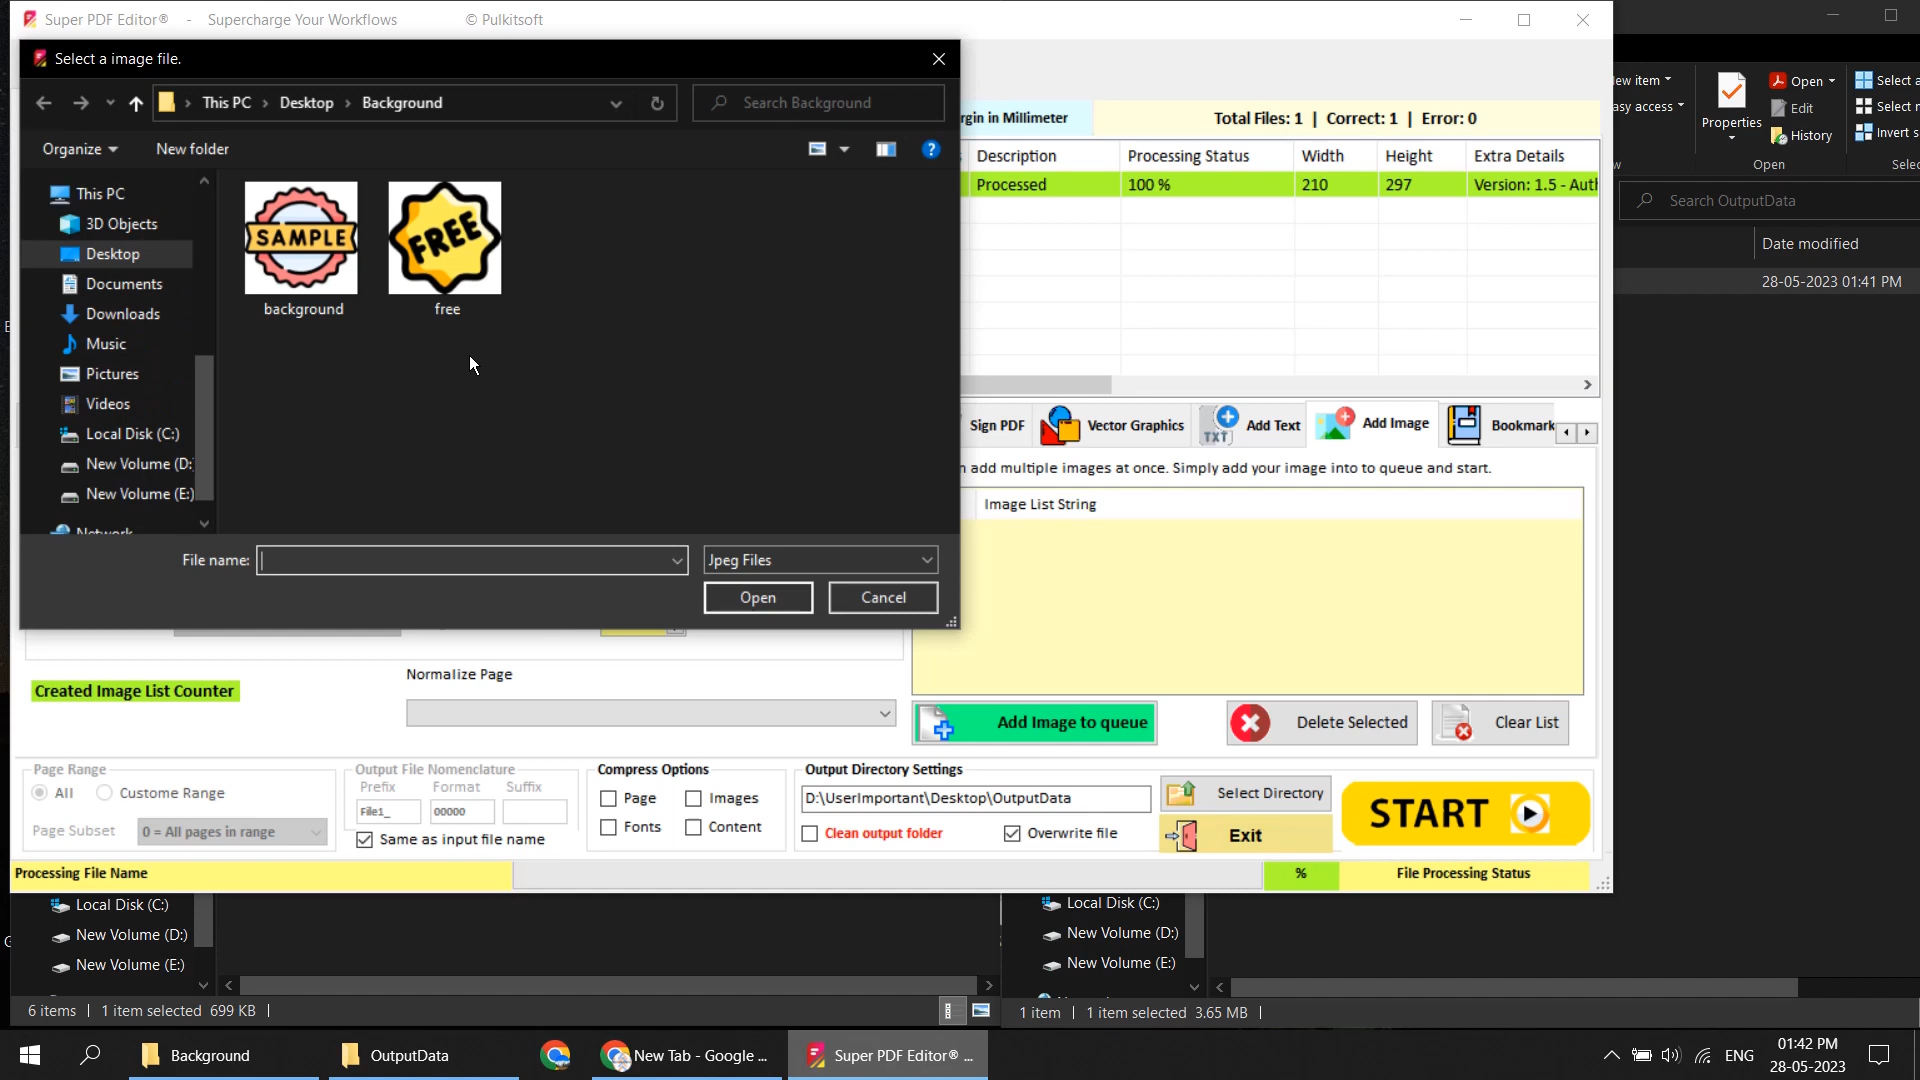 Super PDF Editor® - Supercharge Your Workflows © Pulkitsoft
Select a image file.
This PC Desktop Background
Search Background
Organize New folder
This PC
3D Objects
Desktop
Documents
Downloads
Music
Pictures
Videos
Local Disk (C:)
New Volume (D:
New Volume (E:)
Network
SAMPLE
background
FREE
free
File name:
Jpeg Files
Open Cancel
rgin in Millimeter
Total Files: 1 | Correct: 1 | Error: 0
Description Processing Status Width Height Extra Details
Processed 100 % 210 297 Version: 1.5 - Auth
Sign PDF Vector Graphics TXT Add Text Add Image Bookmark
add multiple images at once. Simply add your image into to queue and start.
Image List String
Normalize Page
Created Image List Counter
Add Image to queue Delete Selected Clear List
Page Range
All Custome Range
Page Subset 0 = All pages in range
Output File Nomenclature
Prefix Format Suffix
File1_ 00000
Same as input file name
Compress Options
Page Images
Fonts Content
Output Directory Settings
D:\UserImportant\Desktop\OutputData
Select Directory
Clean output folder Overwrite file
Exit
START
Processing File Name
% File Processing Status
Properties
Open
Edit
History
Open
Select
Select
Invert s
Selec
ew item
asy access
Search OutputData
Date modified
28-05-2023 01:41 PM
Local Disk (C:)
New Volume (D:)
New Volume (E:)
6 items | 1 item selected 699 KB |
Local Disk (C:)
New Volume (D:)
New Volume (E:)
1 item | 1 item selected 3.65 MB |
Background
OutputData
New Tab - Google ...
Super PDF Editor® ...
ENG
01:42 PM
28-05-2023